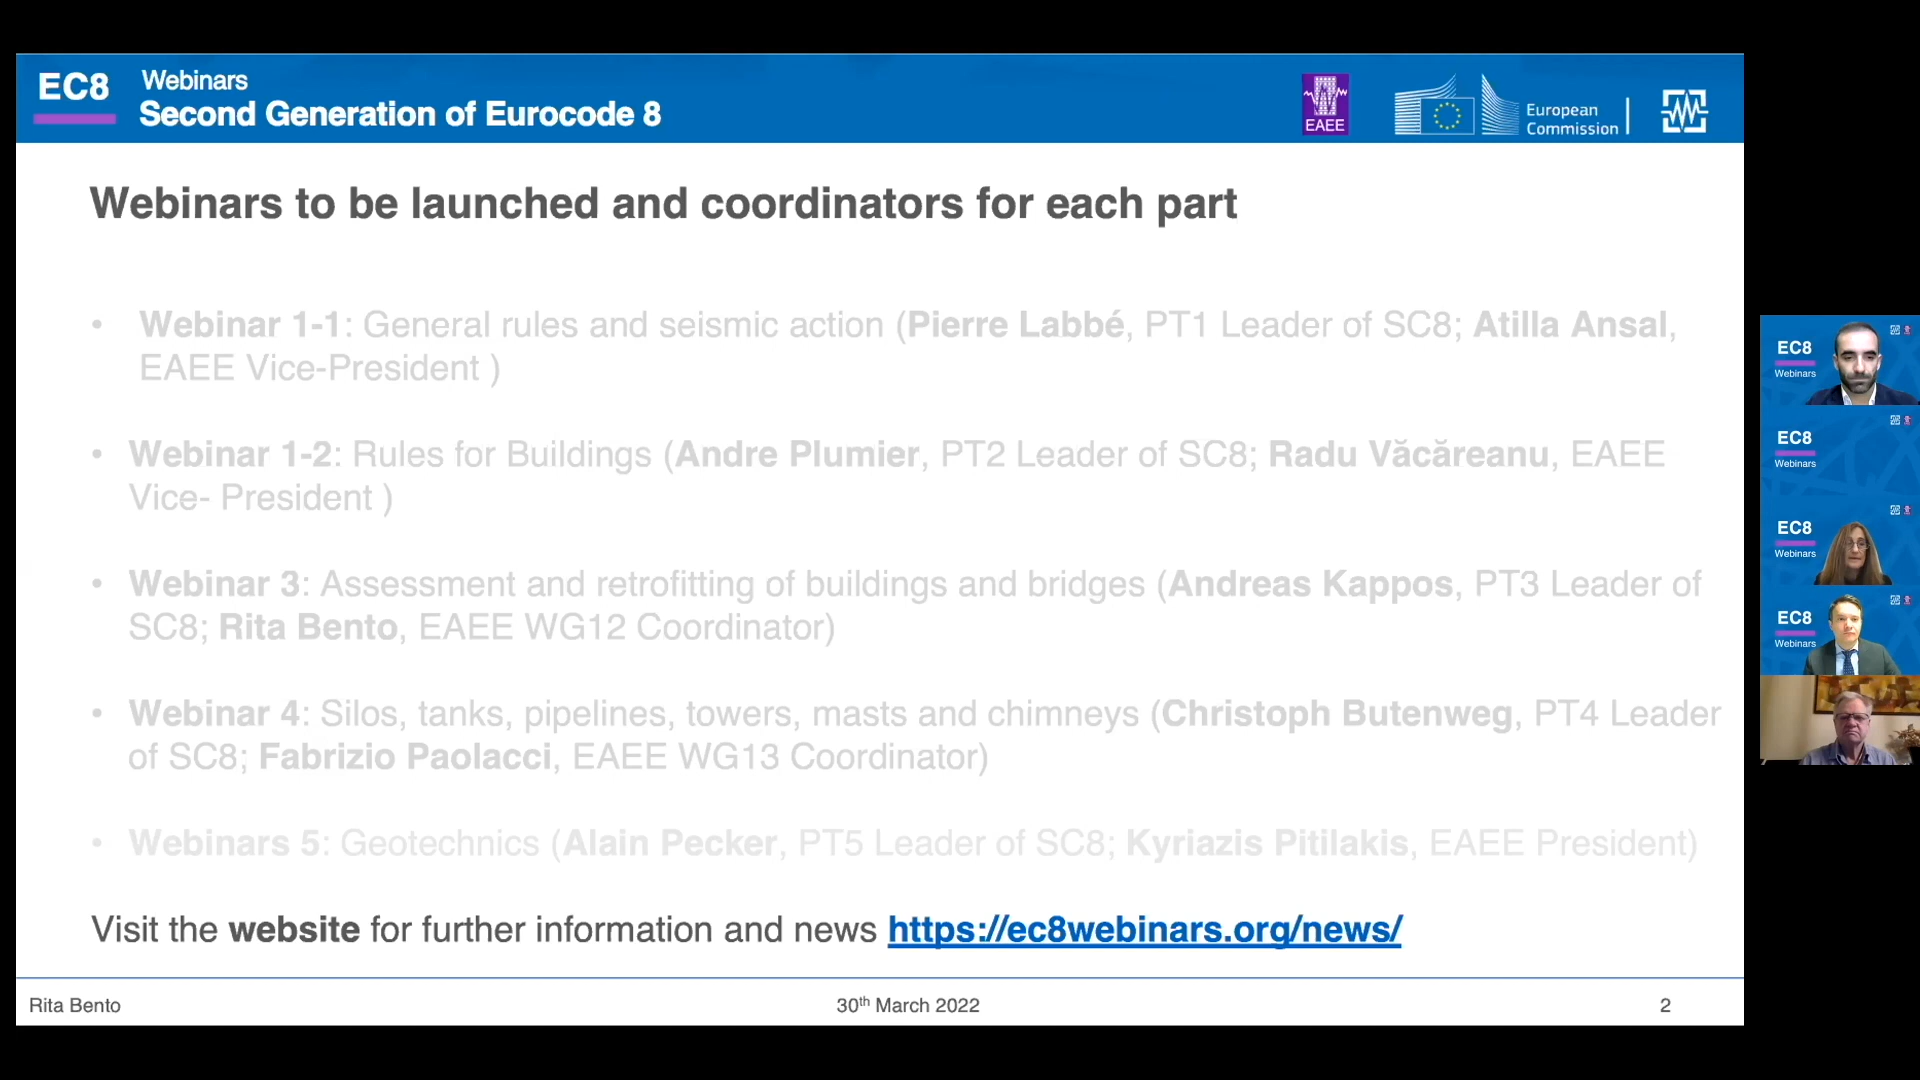 EC8
Webinars
Second Generation of Eurocode 8
EAEE
European
Commission
Webinars to be launched and coordinators for each part
• Webinar 1-1: General rules and seismic action (Pierre Labbé, PT1 Leader of SC8; Atilla Ansal,
EAEE Vice-President )
• Webinar 1-2: Rules for Buildings (Andre Plumier, PT2 Leader of SC8; Radu Văcăreanu, EAEE
Vice- President )
• Webinar 3: Assessment and retrofitting of buildings and bridges (Andreas Kappos, PT3 Leader of
SC8; Rita Bento, EAEE WG12 Coordinator)
• Webinar 4: Silos, tanks, pipelines, towers, masts and chimneys (Christoph Butenweg, PT4 Leader
of SC8; Fabrizio Paolacci, EAEE WG13 Coordinator)
• Webinars 5: Geotechnics (Alain Pecker, PT5 Leader of SC8; Kyriazis Pitilakis, EAEE President)
Visit the website for further information and news https://ec8webinars.org/news/
Rita Bento
30th March 2022
2
EC8
Webinars
EC8
Webinars
EC8
Webinars
EC8
Webinars